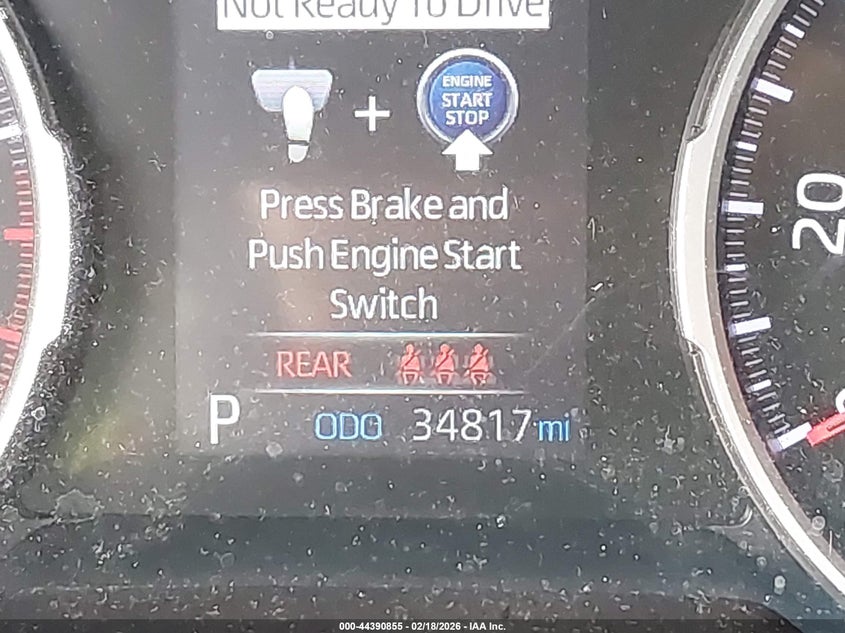 Not Ready To Drive
ENGINE
START
STOP
+
Press Brake and
Push Engine Start
Switch
REAR
P ODO 34817 mi
20
000-44390855 - 02/18/2026 - IAA Inc.